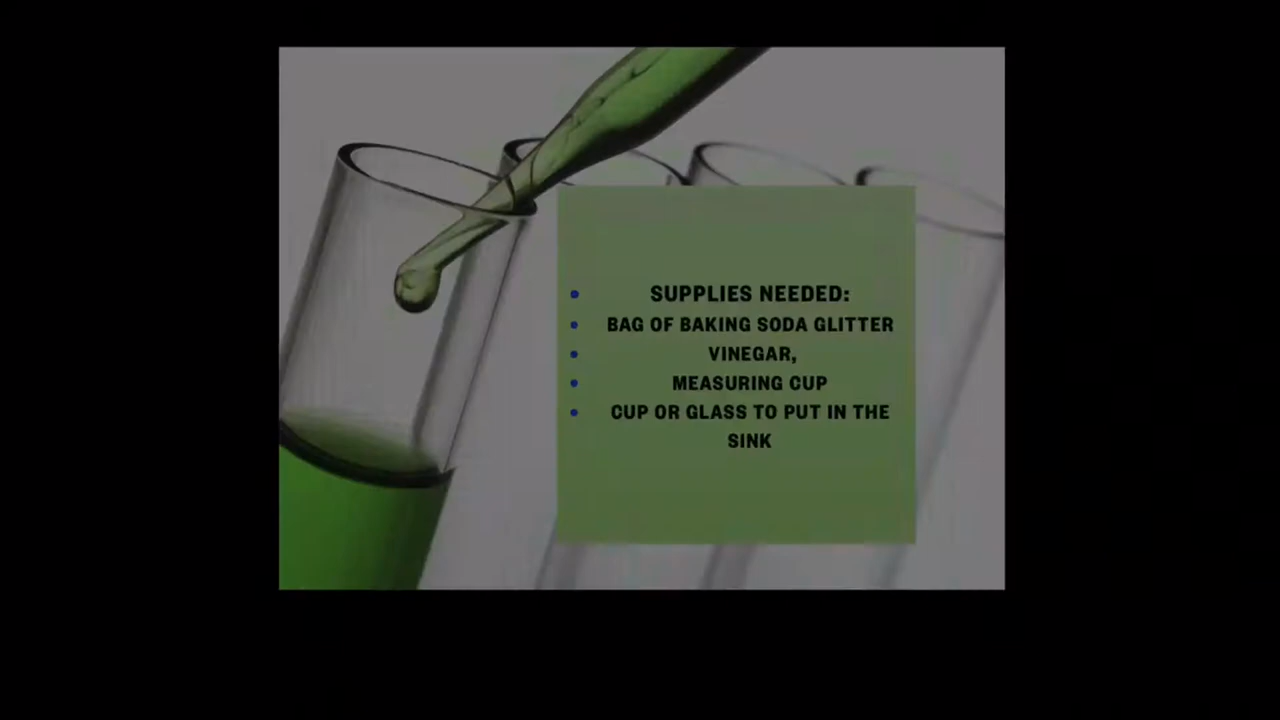 SUPPLIES NEEDED:
BAG OF BAKING SODA GLITTER
VINEGAR,
MEASURING CUP
CUP OR GLASS TO PUT IN THE
SINK